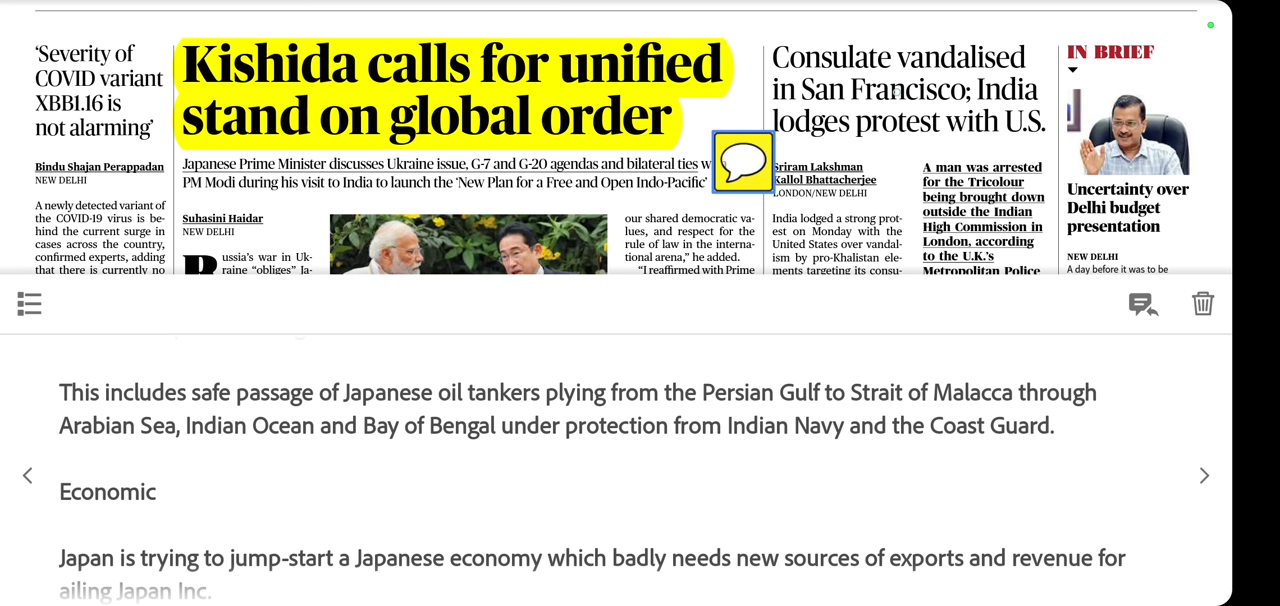 ‘Severity of
COVID variant
XBB1.16 is
not alarming’
Bindu Shajan Perappadan
NEW DELHI
A newly detected variant of
the COVID-19 virus is be-
hind the current surge in
cases across the country,
confirmed experts, adding
that there is currently no
Kishida calls for unified
stand on global order
Japanese Prime Minister discusses Ukraine issue, G-7 and G-20 agendas and bilateral ties w
PM Modi during his visit to India to launch the ‘New Plan for a Free and Open Indo-Pacific’
Suhasini Haidar
NEW DELHI
Russia’s war in Uk-
raine “obliges” Ja-
our shared democratic va-
lues, and respect for the
rule of law in the interna-
tional arena,” he added.
“I reaffirmed with Prime
Consulate vandalised
in San Francisco; India
lodges protest with U.S.
Sriram Lakshman
Kallol Bhattacherjee
LONDON/NEW DELHI
India lodged a strong prot-
est on Monday with the
United States over vandal-
ism by pro-Khalistan ele-
ments targeting its consu-
A man was arrested
for the Tricolour
being brought down
outside the Indian
High Commission in
London, according
to the U.K.’s
Metropolitan Police
IN BRIEF
Uncertainty over
Delhi budget
presentation
NEW DELHI
A day before it was to be
This includes safe passage of Japanese oil tankers plying from the Persian Gulf to Strait of Malacca through
Arabian Sea, Indian Ocean and Bay of Bengal under protection from Indian Navy and the Coast Guard.
Economic
Japan is trying to jump-start a Japanese economy which badly needs new sources of exports and revenue for
ailing Japan Inc.